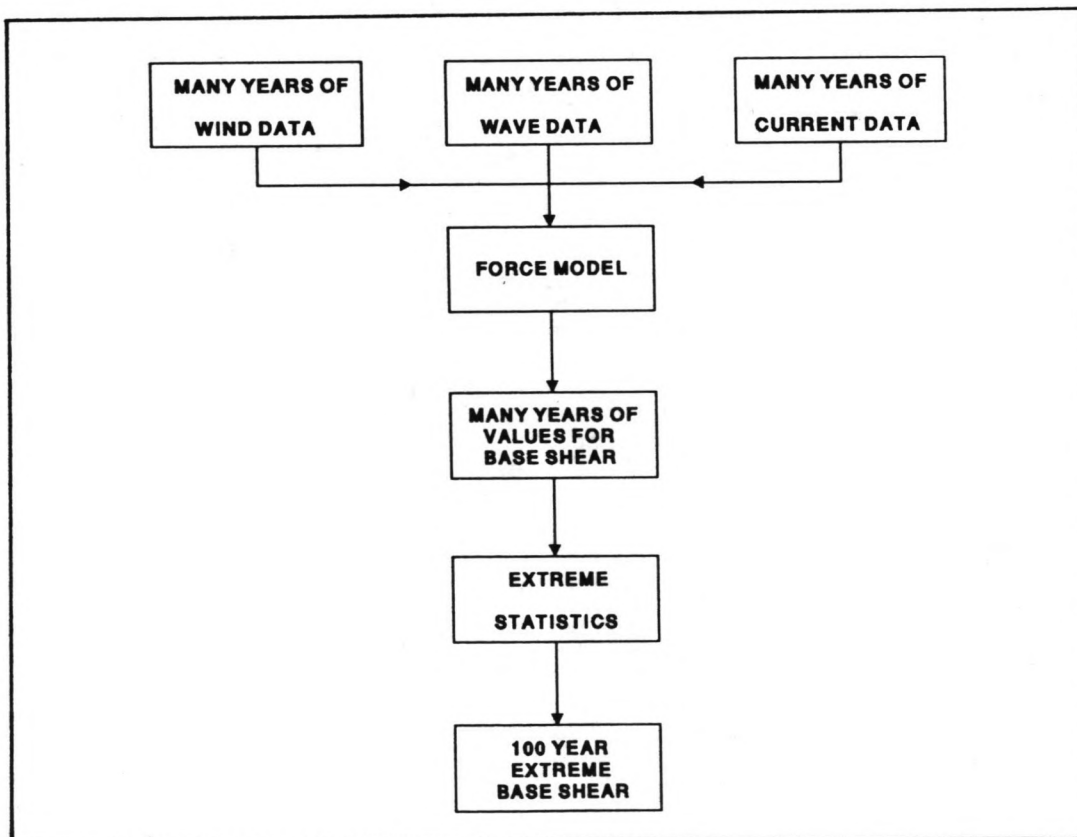 MANY YEARS OF
WIND DATA
MANY YEARS OF
WAVE DATA
MANY YEARS OF
CURRENT DATA
FORCE MODEL
MANY YEARS OF
VALUES FOR
BASE SHEAR
EXTREME
STATISTICS
100 YEAR
EXTREME
BASE SHEAR